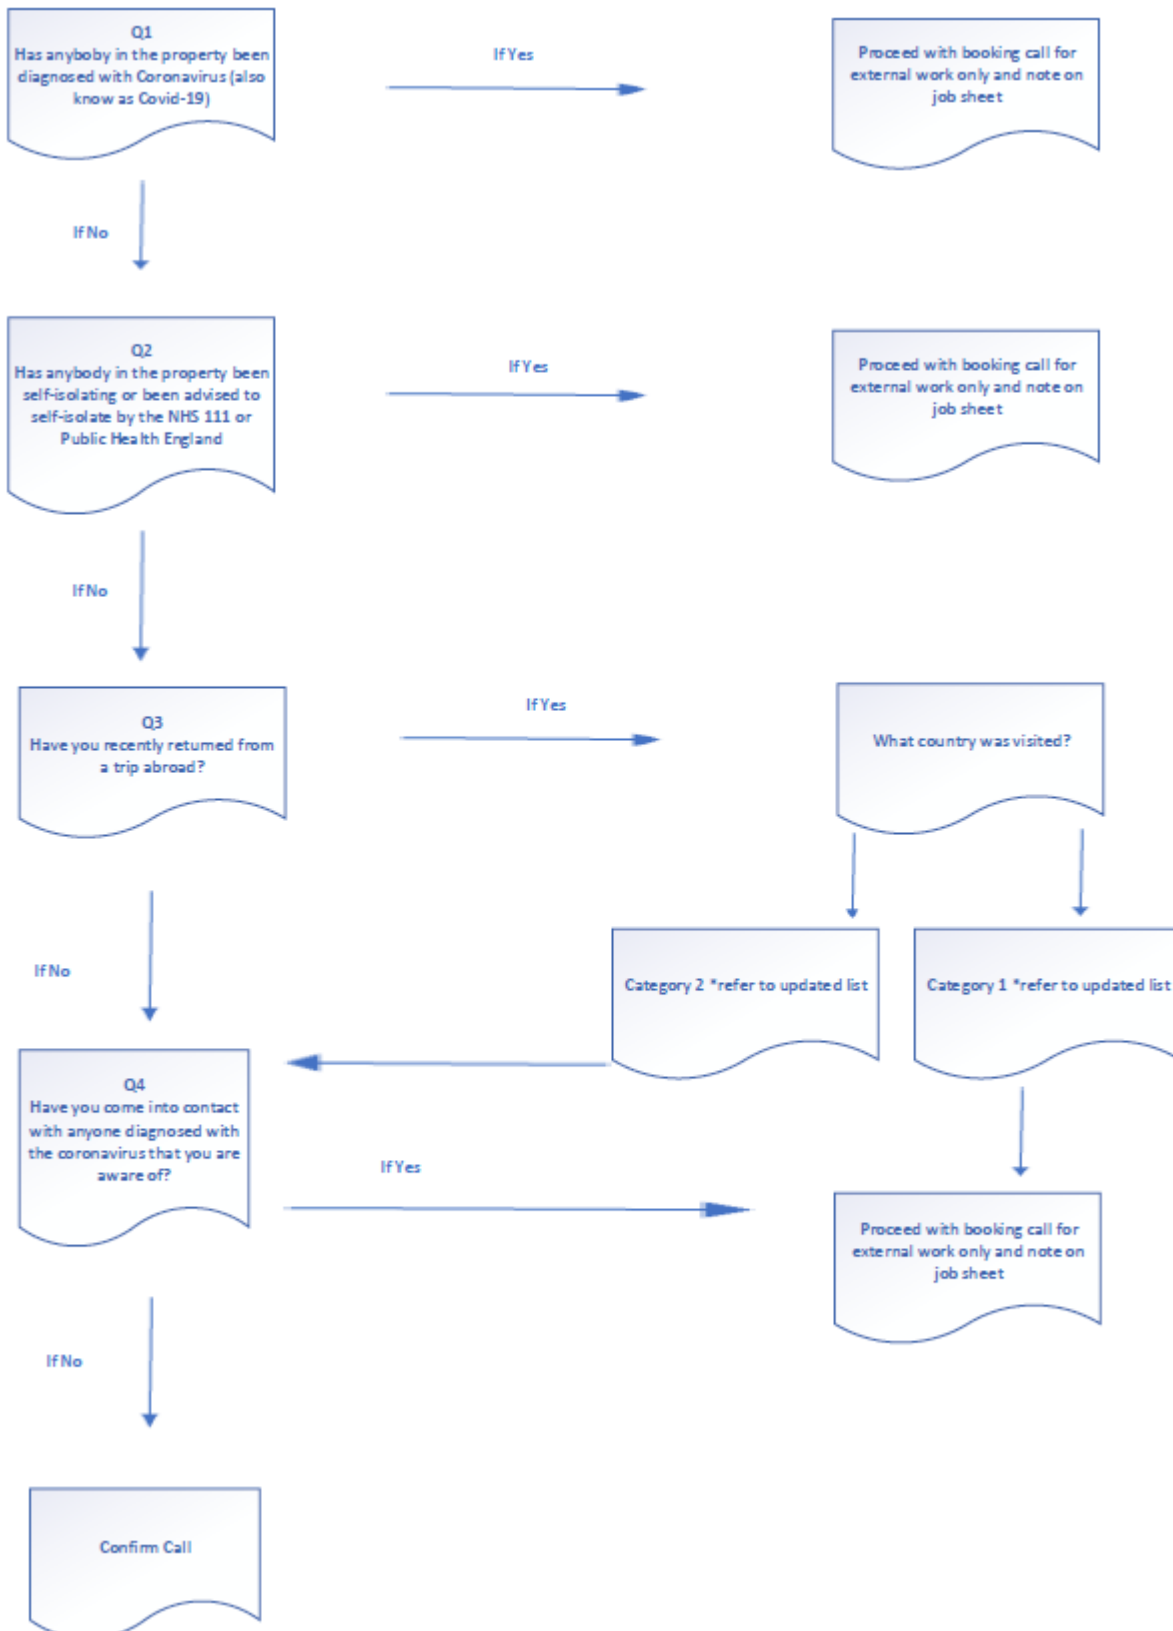 Q1
Has anyboby in the property been
diagnosed with Coronavirus (also
know as Covid-19)
If Yes
Proceed with booking call for
external work only and note on
job sheet
If No
Q2
Has anybody in the property been
self-isolating or been advised to
self-isolate by the NHS 111 or
Public Health England
If Yes
Proceed with booking call for
external work only and note on
job sheet
If No
Q3
Have you recently returned from
a trip abroad?
If Yes
What country was visited?
If No
Category 2 *refer to updated list
Category 1 *refer to updated list
Q4
Have you come into contact
with anyone diagnosed with
the coronavirus that you are
aware of?
If Yes
Proceed with booking call for
external work only and note on
job sheet
If No
Confirm Call